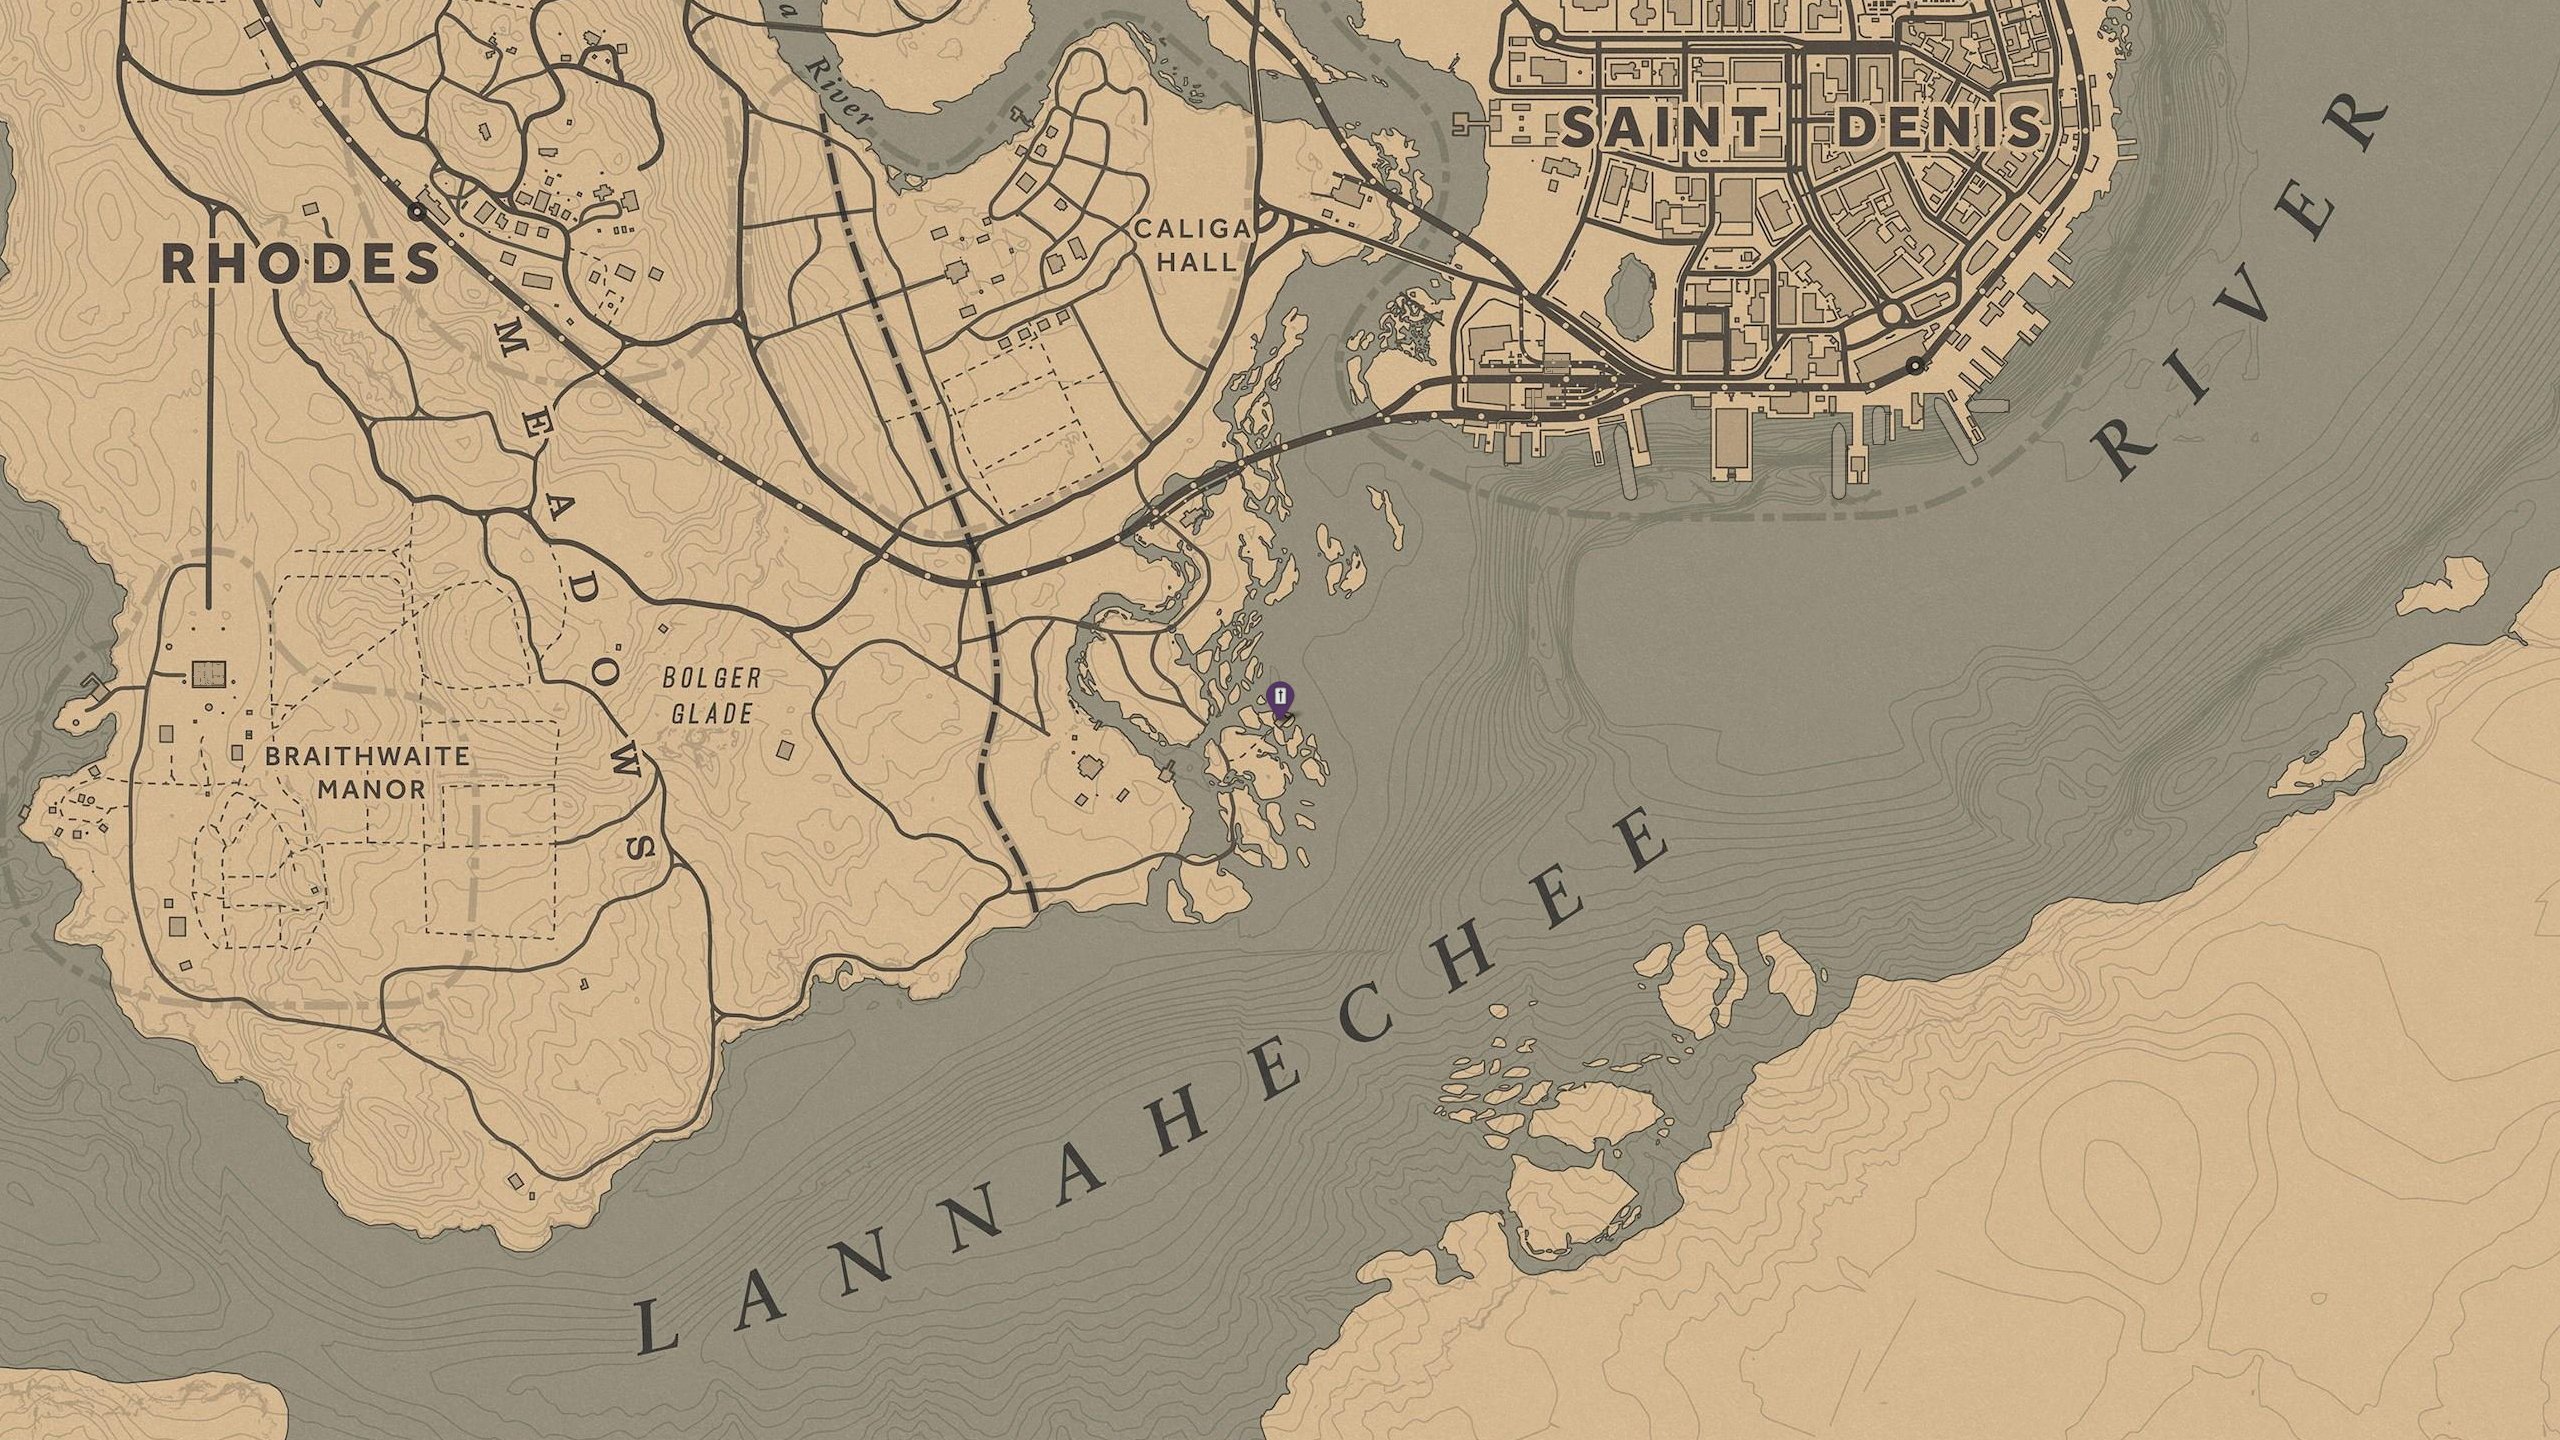 a
River
SAINT DENIS
RHODES
CALIGA
HALL
MEADOWS
BOLGER
GLADE
BRAITHWAITE
MANOR
LANNAHECHEE
RIVER